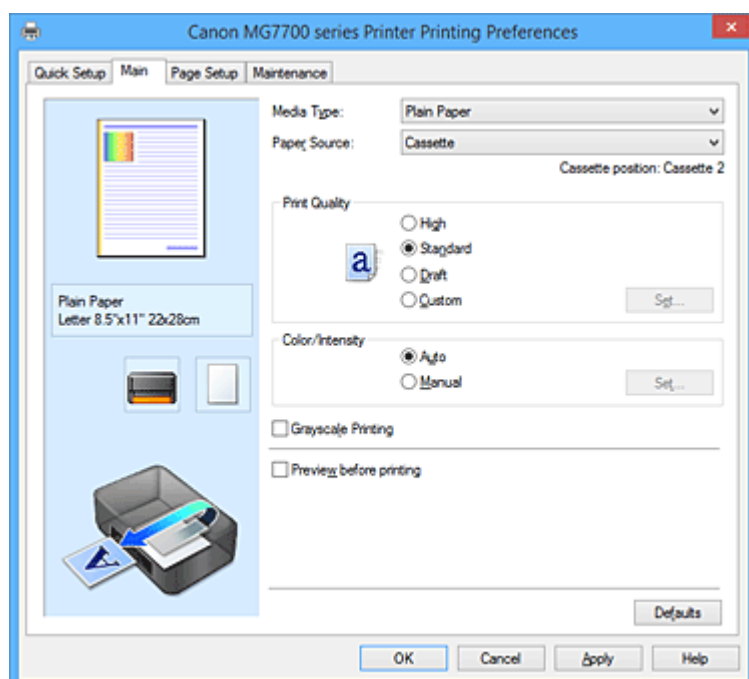 Canon MG7700 series Printer Printing Preferences
Quick Setup Main Page Setup Maintenance
Media Type: Plain Paper
Paper Source: Cassette
Cassette position: Cassette 2
Print Quality
High
a Standard
Draft
Custom Set...
Plain Paper
Letter 8.5"x11" 22x28cm
Color/Intensity
Auto
Manual Set...
Grayscale Printing
Preview before printing
A
Defaults
OK Cancel Apply Help